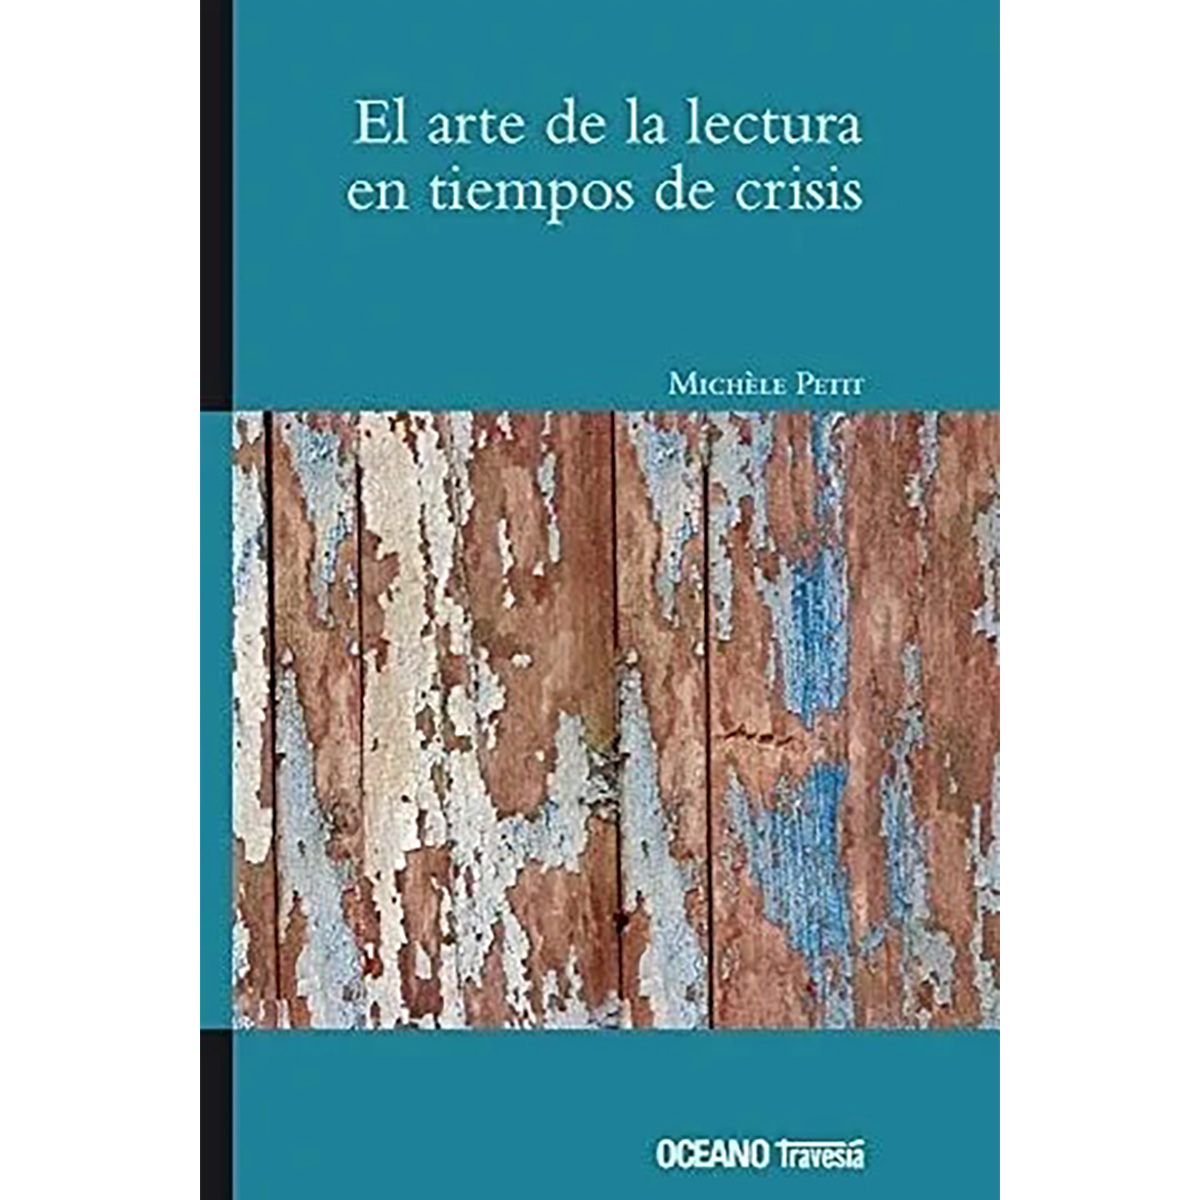 El arte de la lectura
en tiempos de crisis
Michèle Petit
OCEANO Travesía